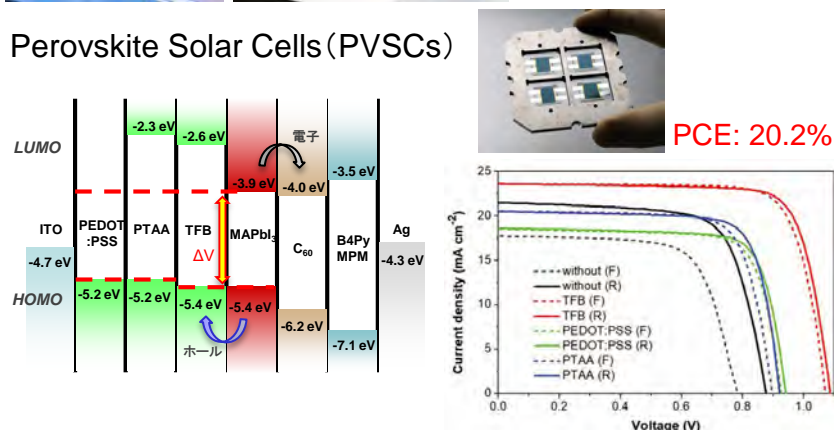 Perovskite Solar Cells（PVSCs）
PCE: 20.2%
LUMO
HOMO
ITO
-4.7 eV
PEDOT
:PSS
-5.2 eV
-2.3 eV
PTAA
-5.2 eV
-2.6 eV
TFB
-5.4 eV
ΔV
-3.9 eV
MAPbI3
-5.4 eV
ホール
電子
-4.0 eV
C60
-6.2 eV
-3.5 eV
B4Py
MPM
-7.1 eV
Ag
-4.3 eV
Current density (mA cm-2)
25
20
15
10
5
0
without (F)
without (R)
TFB (F)
TFB (R)
PEDOT:PSS (F)
PEDOT:PSS (R)
PTAA (F)
PTAA (R)
0.0 0.2 0.4 0.6 0.8 1.0
Voltage (V)